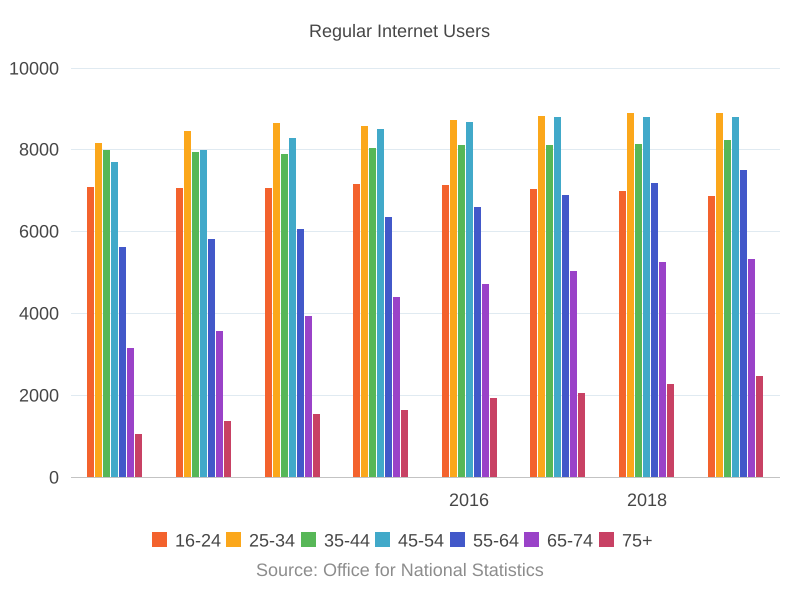 Regular Internet Users
10000
8000
6000
4000
2000
0
2016 2018
16-24 25-34 35-44 45-54 55-64 65-74 75+
Source: Office for National Statistics